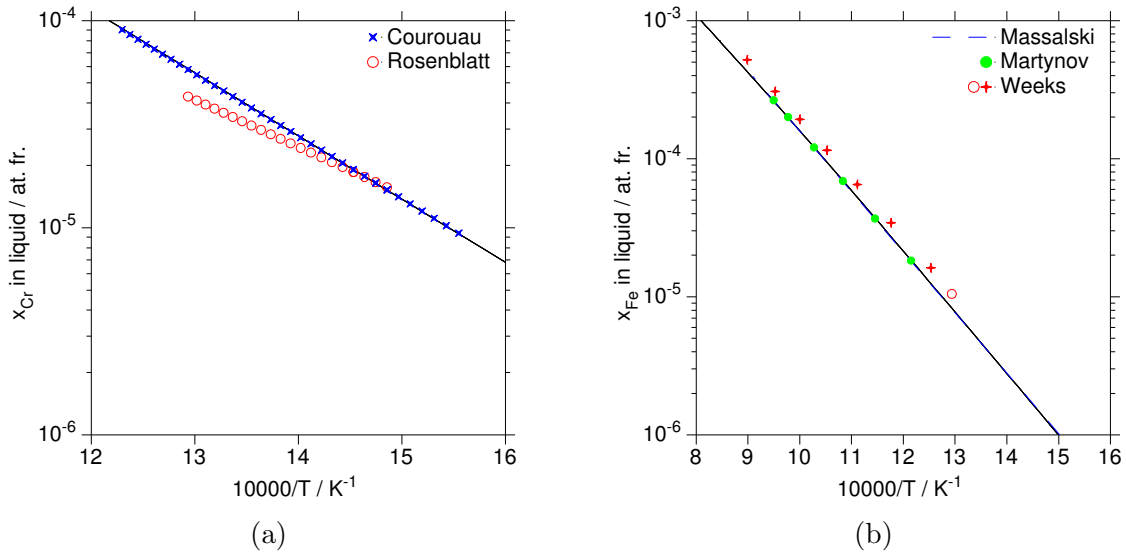 10⁻⁴
10⁻⁵
10⁻⁶
x_Cr in liquid / at. fr.
Courouau
Rosenblatt
12 13 14 15 16
10000/T / K⁻¹
(a)
10⁻³
10⁻⁴
10⁻⁵
10⁻⁶
x_Fe in liquid / at. fr.
Massalski
Martynov
Weeks
8 9 10 11 12 13 14 15 16
10000/T / K⁻¹
(b)